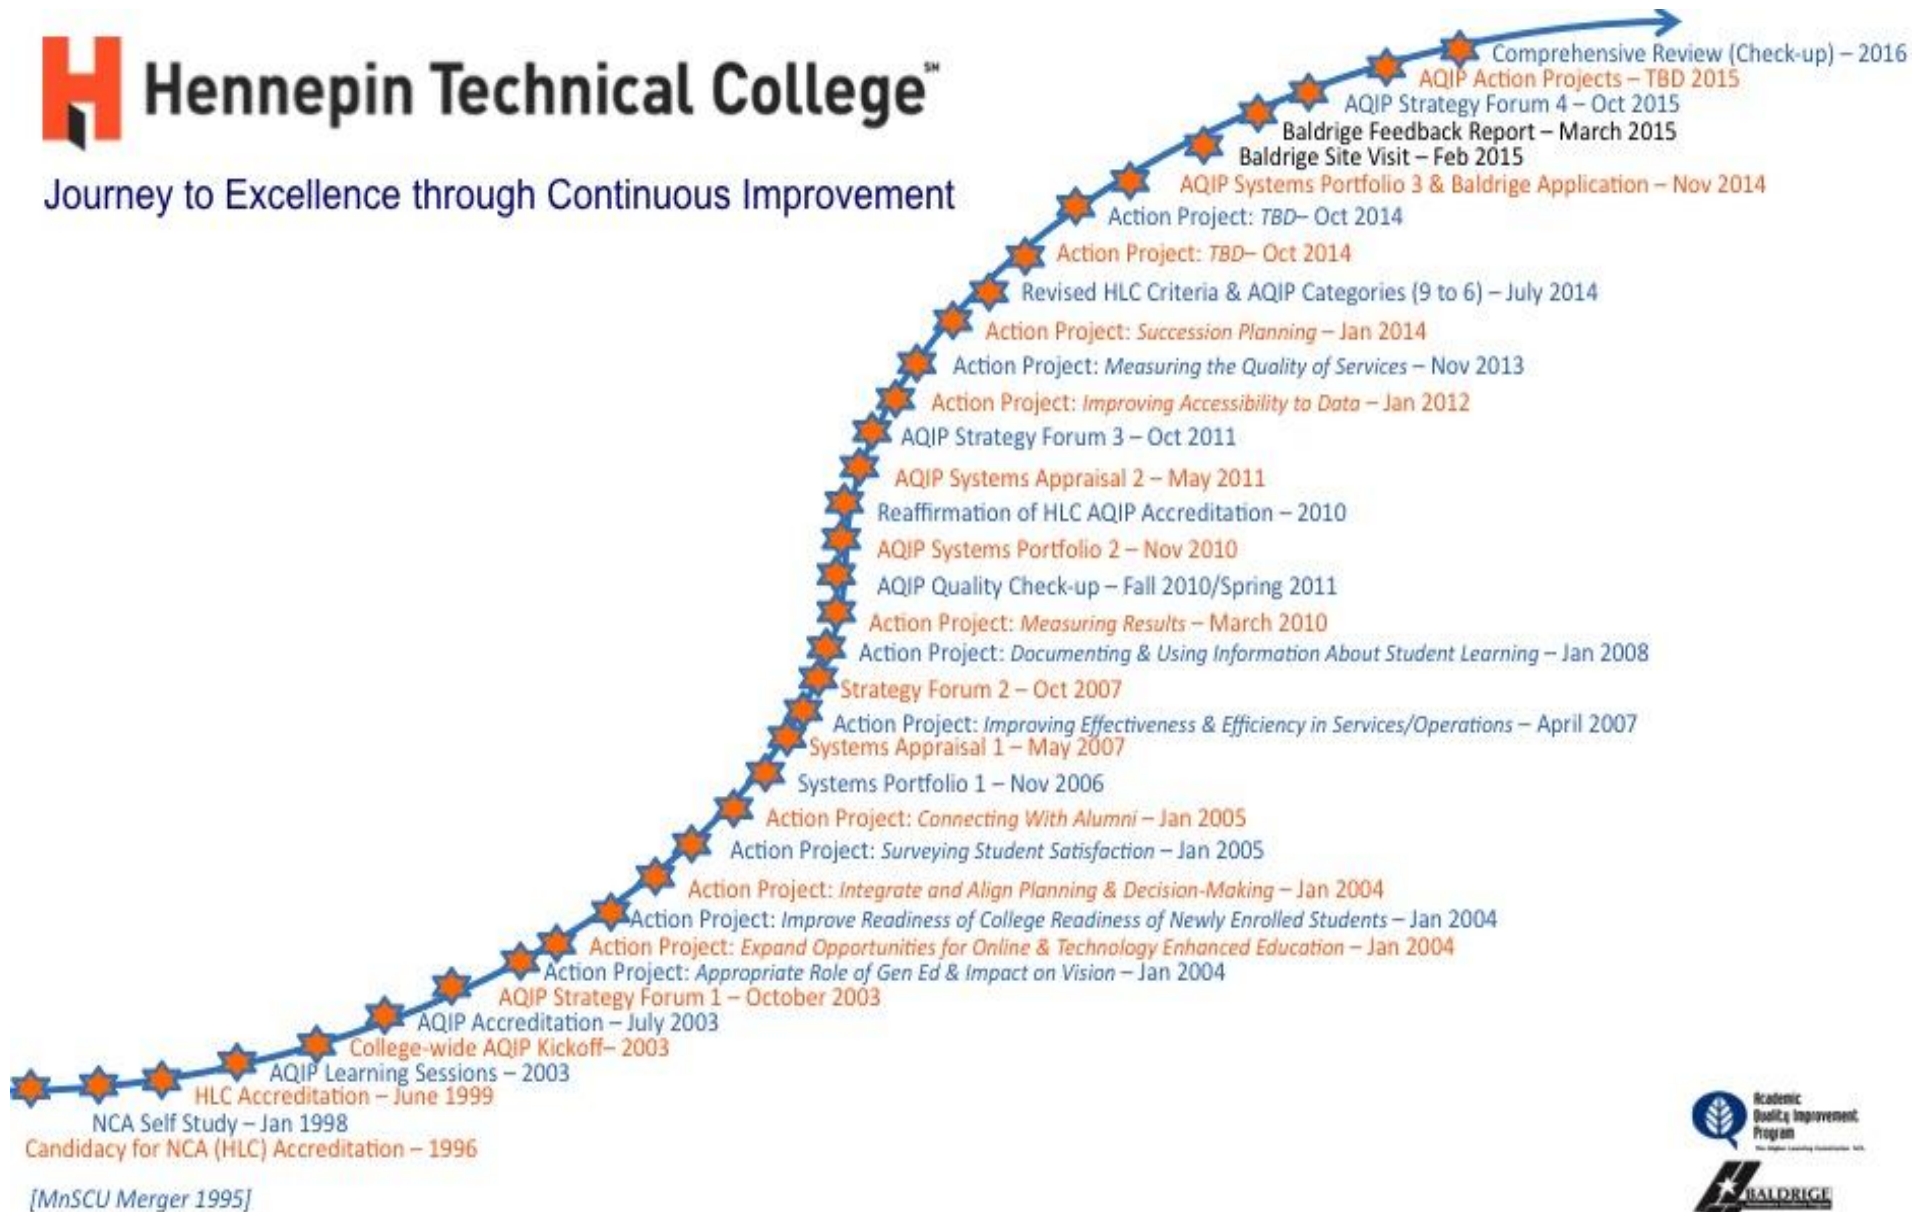 Hennepin Technical College℠
Journey to Excellence through Continuous Improvement
Comprehensive Review (Check-up) – 2016
AQIP Action Projects – TBD 2015
AQIP Strategy Forum 4 – Oct 2015
Baldrige Feedback Report – March 2015
Baldrige Site Visit – Feb 2015
AQIP Systems Portfolio 3 & Baldrige Application – Nov 2014
Action Project: TBD– Oct 2014
Action Project: TBD– Oct 2014
Revised HLC Criteria & AQIP Categories (9 to 6) – July 2014
Action Project: Succession Planning – Jan 2014
Action Project: Measuring the Quality of Services – Nov 2013
Action Project: Improving Accessibility to Data – Jan 2012
AQIP Strategy Forum 3 – Oct 2011
AQIP Systems Appraisal 2 – May 2011
Reaffirmation of HLC AQIP Accreditation – 2010
AQIP Systems Portfolio 2 – Nov 2010
AQIP Quality Check-up – Fall 2010/Spring 2011
Action Project: Measuring Results – March 2010
Action Project: Documenting & Using Information About Student Learning – Jan 2008
Strategy Forum 2 – Oct 2007
Action Project: Improving Effectiveness & Efficiency in Services/Operations – April 2007
Systems Appraisal 1 – May 2007
Systems Portfolio 1 – Nov 2006
Action Project: Connecting With Alumni – Jan 2005
Action Project: Surveying Student Satisfaction – Jan 2005
Action Project: Integrate and Align Planning & Decision-Making – Jan 2004
Action Project: Improve Readiness of College Readiness of Newly Enrolled Students – Jan 2004
Action Project: Expand Opportunities for Online & Technology Enhanced Education – Jan 2004
Action Project: Appropriate Role of Gen Ed & Impact on Vision – Jan 2004
AQIP Strategy Forum 1 – October 2003
AQIP Accreditation – July 2003
College-wide AQIP Kickoff– 2003
AQIP Learning Sessions – 2003
HLC Accreditation – June 1999
NCA Self Study – Jan 1998
Candidacy for NCA (HLC) Accreditation – 1996
[MnSCU Merger 1995]
Academic
Quality Improvement
Program
BALDRIGE